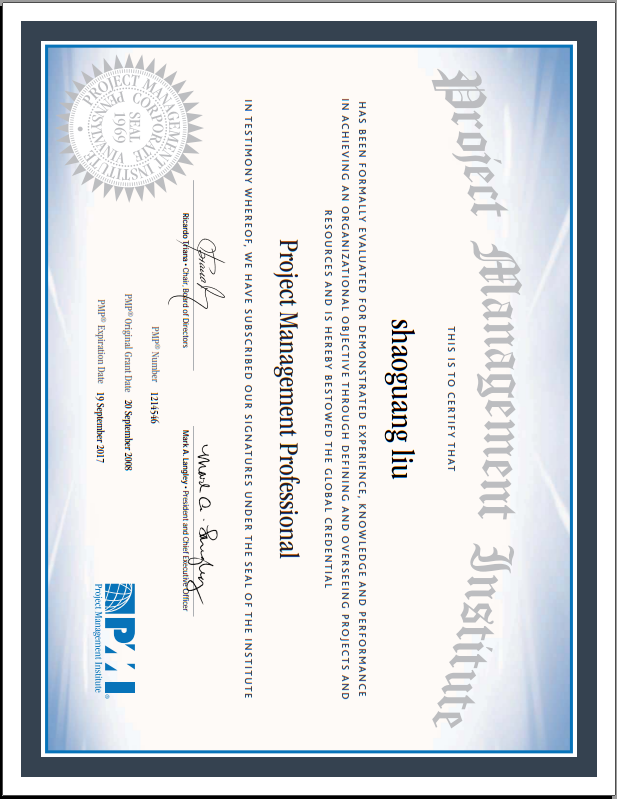 Project Management Institute
THIS IS TO CERTIFY THAT
shaoguang liu
HAS BEEN FORMALLY EVALUATED FOR DEMONSTRATED EXPERIENCE, KNOWLEDGE AND PERFORMANCE
IN ACHIEVING AN ORGANIZATIONAL OBJECTIVE THROUGH DEFINING AND OVERSEEING PROJECTS AND
RESOURCES AND IS HEREBY BESTOWED THE GLOBAL CREDENTIAL
Project Management Professional
IN TESTIMONY WHEREOF, WE HAVE SUBSCRIBED OUR SIGNATURES UNDER THE SEAL OF THE INSTITUTE
Ricardo Triana • Chair, Board of Directors
Mark A. Langley • President and Chief Executive Officer
PMP® Number 1214546
PMP® Original Grant Date 20 September 2008
PMP® Expiration Date 19 September 2017
PROJECT MANAGEMENT INSTITUTE
CORPORATE
SEAL
1969
PENNSYLVANIA
PMI
Project Management Institute